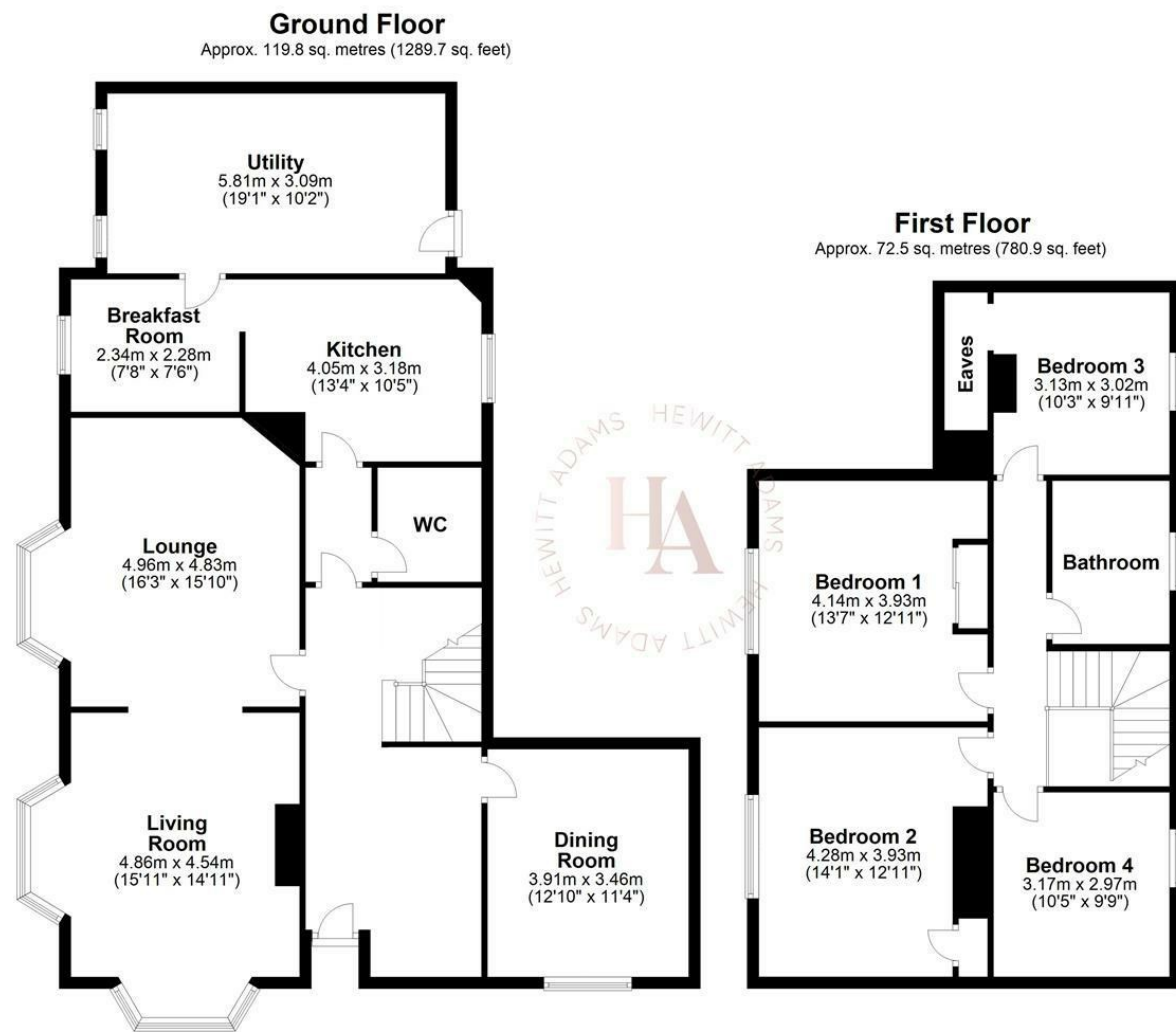 Ground Floor
Approx. 119.8 sq. metres (1289.7 sq. feet)
Utility
5.81m x 3.09m
(19'1" x 10'2")
Breakfast
Room
2.34m x 2.28m
(7'8" x 7'6")
Kitchen
4.05m x 3.18m
(13'4" x 10'5")
WC
Lounge
4.96m x 4.83m
(16'3" x 15'10")
Living
Room
4.86m x 4.54m
(15'11" x 14'11")
Dining
Room
3.91m x 3.46m
(12'10" x 11'4")
HEWITT ADAMS HEWITT ADAMS HEWITT ADAMS
HA
First Floor
Approx. 72.5 sq. metres (780.9 sq. feet)
Eaves
Bedroom 3
3.13m x 3.02m
(10'3" x 9'11")
Bedroom 1
4.14m x 3.93m
(13'7" x 12'11")
Bathroom
Bedroom 2
4.28m x 3.93m
(14'1" x 12'11")
Bedroom 4
3.17m x 2.97m
(10'5" x 9'9")